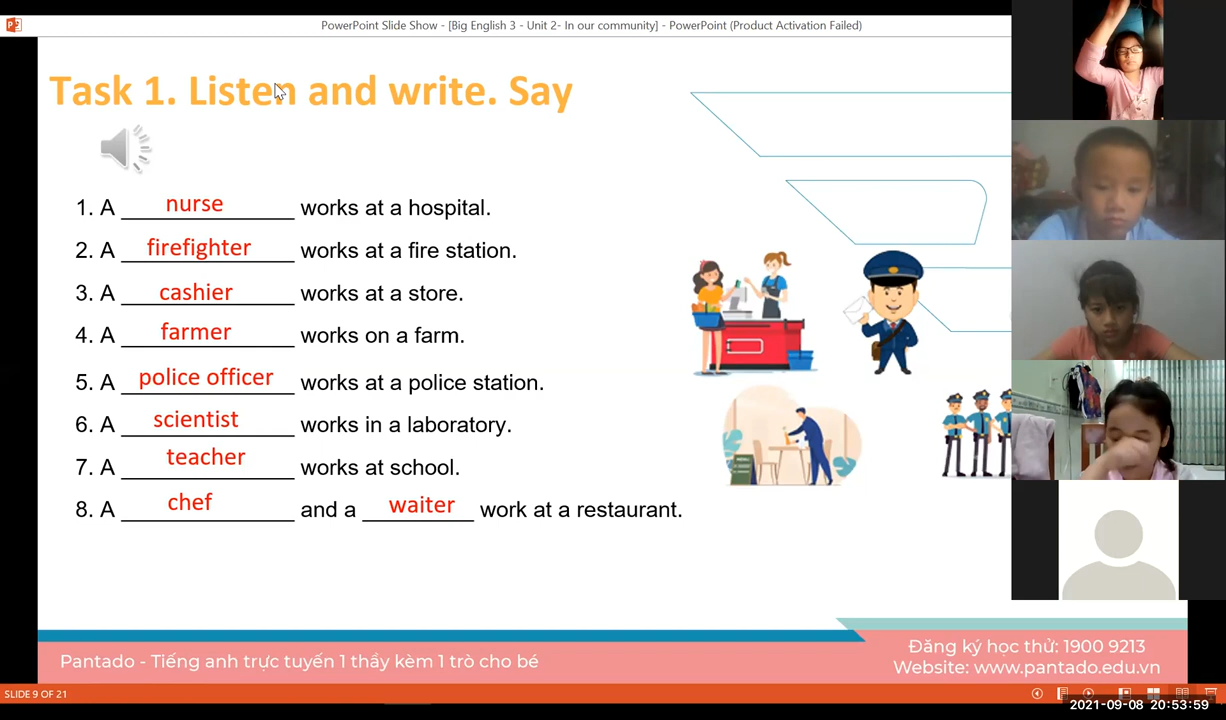 PowerPoint Slide Show - [Big English 3 - Unit 2- In our community] - PowerPoint (Product Activation Failed)
Task 1. Listen and write. Say
1. A nurse works at a hospital.
2. A firefighter works at a fire station.
3. A cashier works at a store.
4. A farmer works on a farm.
5. A police officer works at a police station.
6. A scientist works in a laboratory.
7. A teacher works at school.
8. A chef and a waiter work at a restaurant.
Pantado - Tiếng anh trực tuyến 1 thầy kèm 1 trò cho bé
Đăng ký học thử: 1900 9213
Website: www.pantado.edu.vn
SLIDE 9 OF 21
2021-09-08 20:53:59